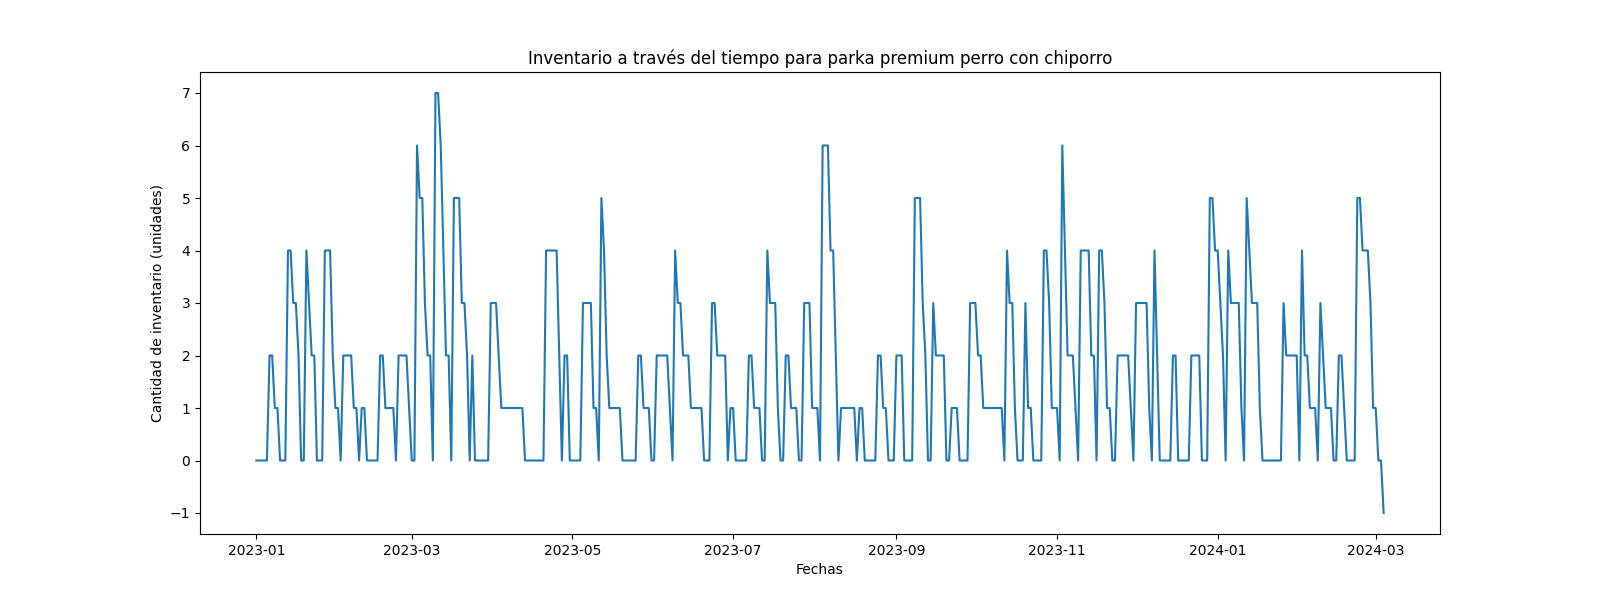 Inventario a través del tiempo para parka premium perro con chiporro
Cantidad de inventario (unidades)
7
6
5
4
3
2
1
0
−1
2023-01 2023-03 2023-05 2023-07 2023-09 2023-11 2024-01 2024-03
Fechas